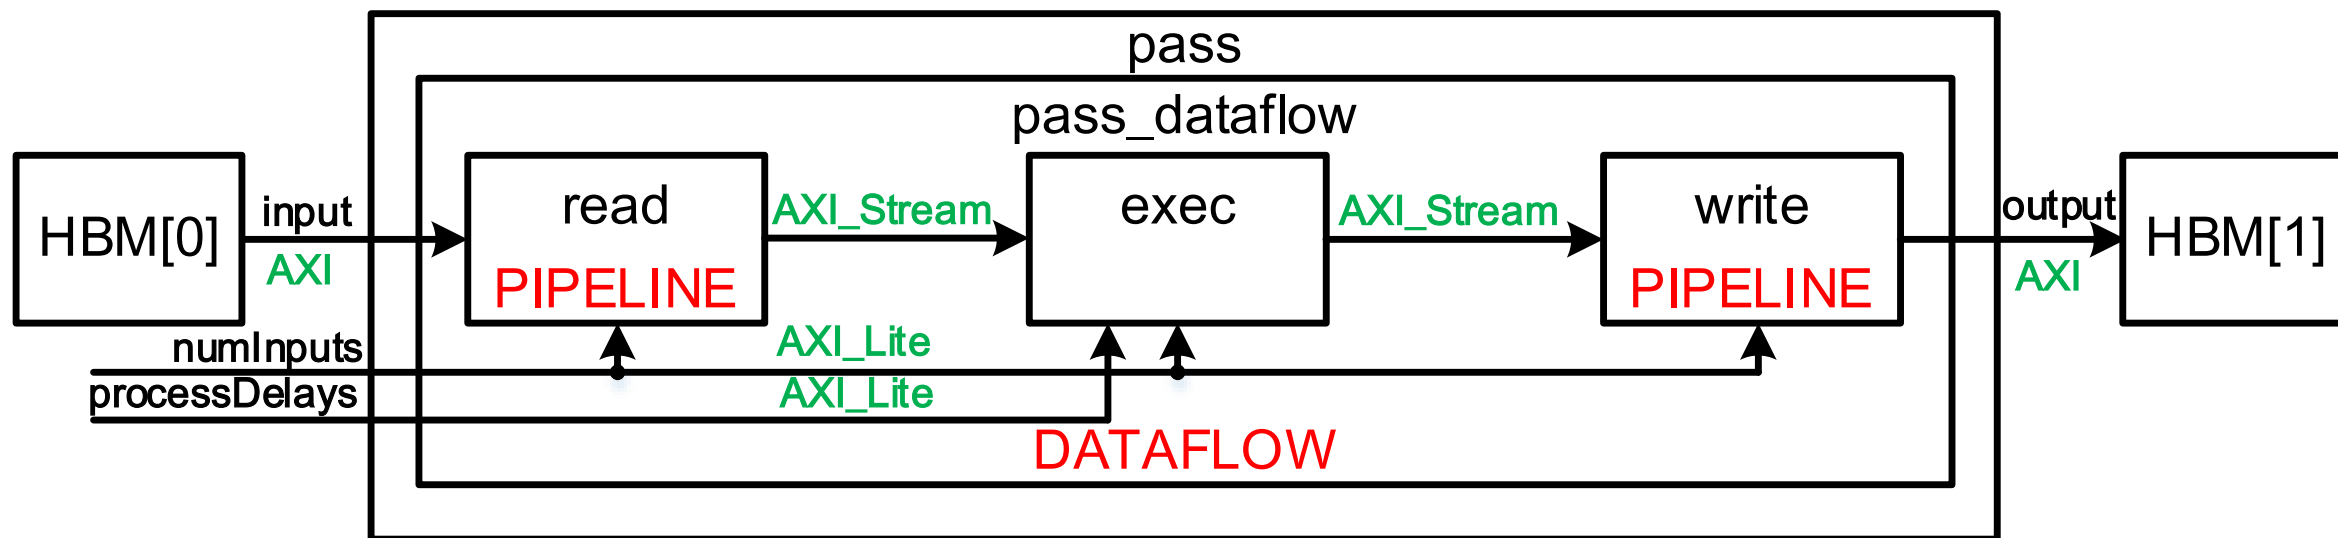 pass
pass_dataflow
HBM[0]
input
AXI
read
PIPELINE
AXI_Stream
exec
AXI_Stream
write
PIPELINE
output
AXI
HBM[1]
numInputs
AXI_Lite
processDelays
AXI_Lite
DATAFLOW